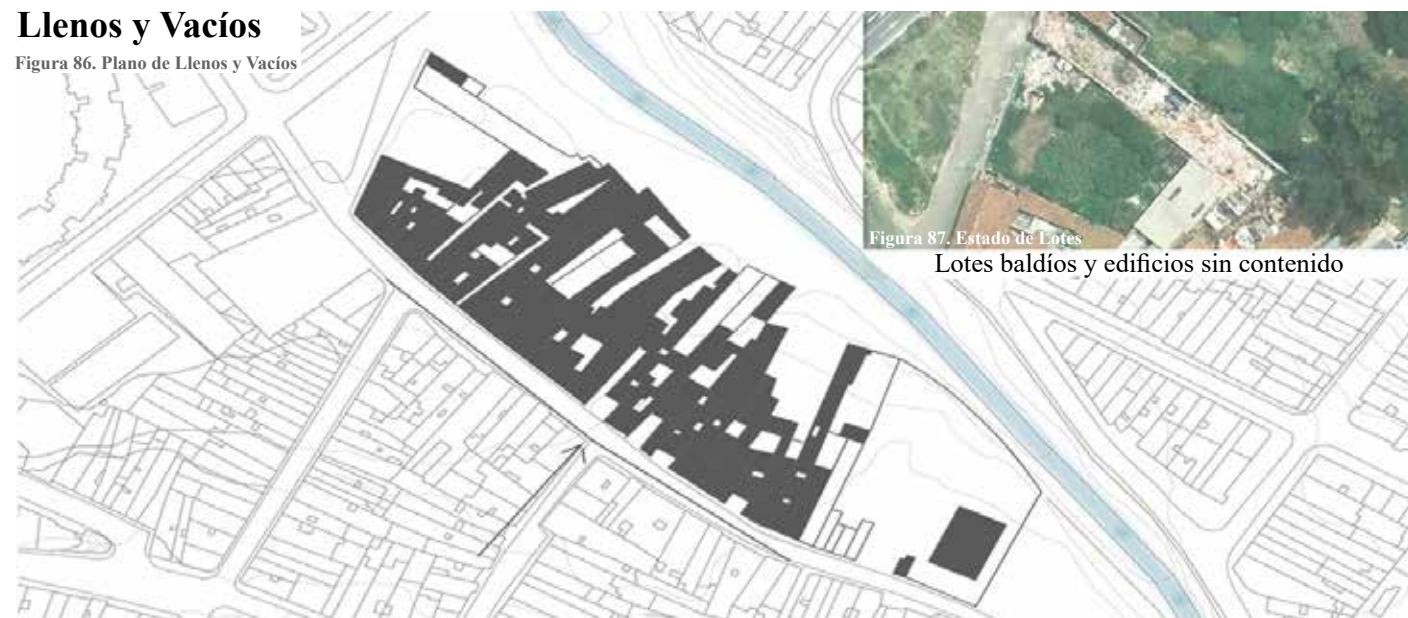 Llenos y Vacíos
Figura 86. Plano de Llenos y Vacíos
Figura 87. Estado de Lotes
Lotes baldíos y edificios sin contenido